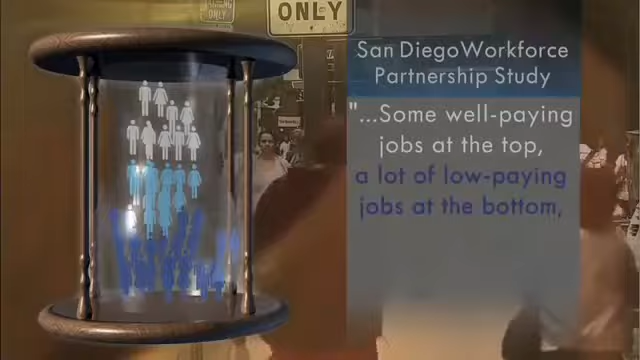 ONLY
San DiegoWorkforce
Partnership Study
"...Some well-paying
jobs at the top,
a lot of low-paying
jobs at the bottom,